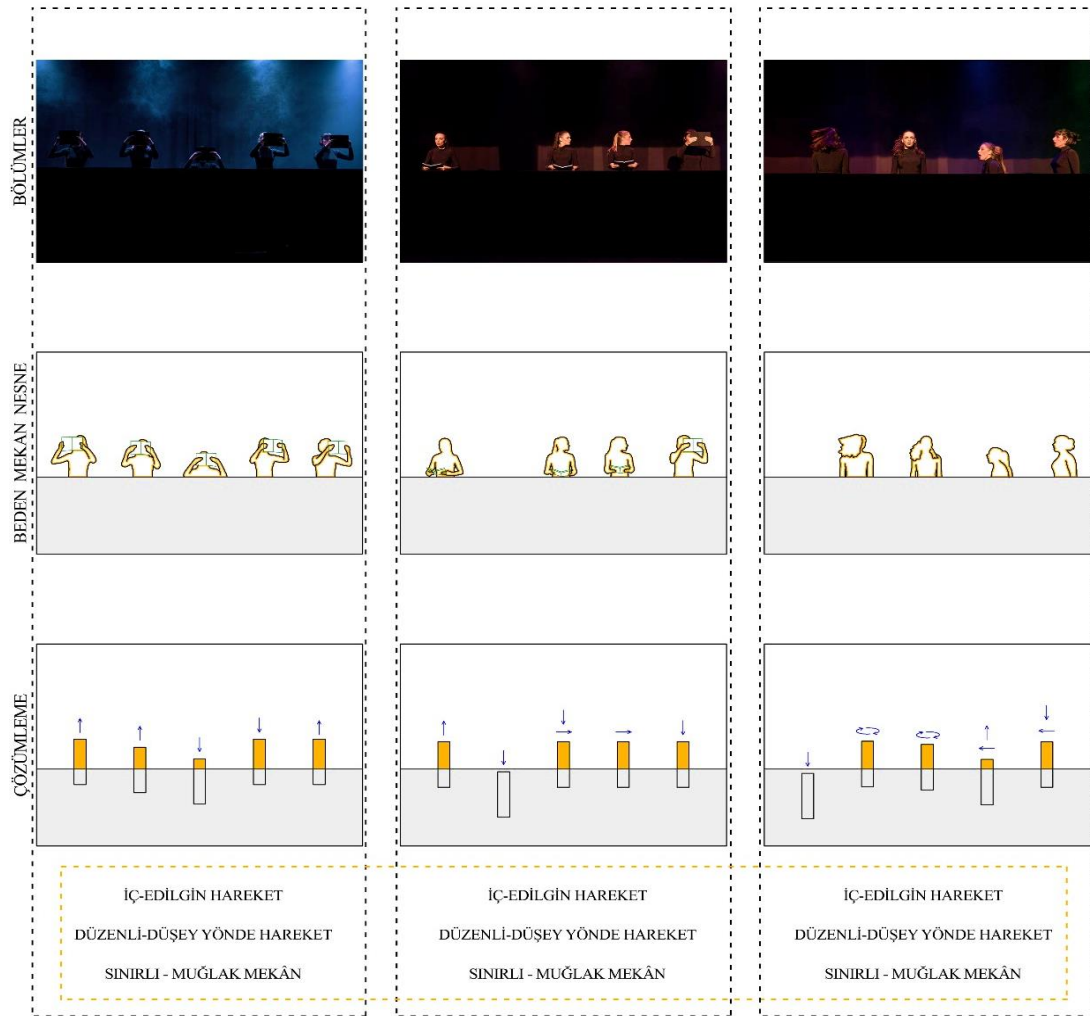 BÖLÜMLER
BEDEN MEKAN NESNE
ÇÖZÜMLEME
İÇ-EDİLGİN HAREKET
DÜZENLİ-DÜŞEY YÖNDE HAREKET
SINIRLI - MUĞLAK MEKÂN
İÇ-EDİLGİN HAREKET
DÜZENLİ-DÜŞEY YÖNDE HAREKET
SINIRLI - MUĞLAK MEKÂN
İÇ-EDİLGİN HAREKET
DÜZENLİ-DÜŞEY YÖNDE HAREKET
SINIRLI - MUĞLAK MEKÂN